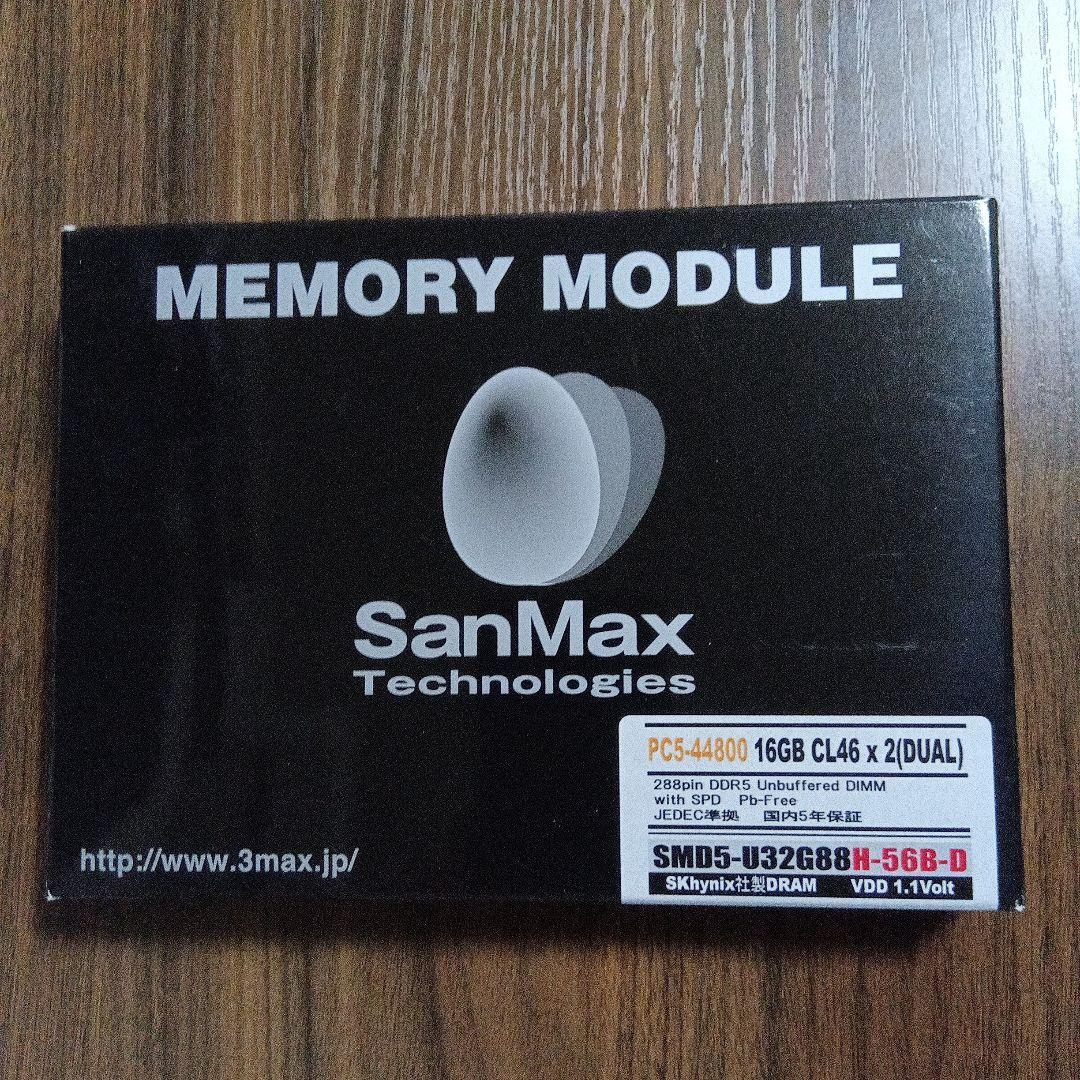 MEMORY MODULE
SanMax
Technologies
http://www.3max.jp/
PC5-44800 16GB CL46 x 2(DUAL)
288pin DDR5 Unbuffered DIMM
with SPD Pb-Free
JEDEC準拠 国内5年保証
SMD5-U32G88H-56B-D
SKhynix社製DRAM VDD 1.1Volt